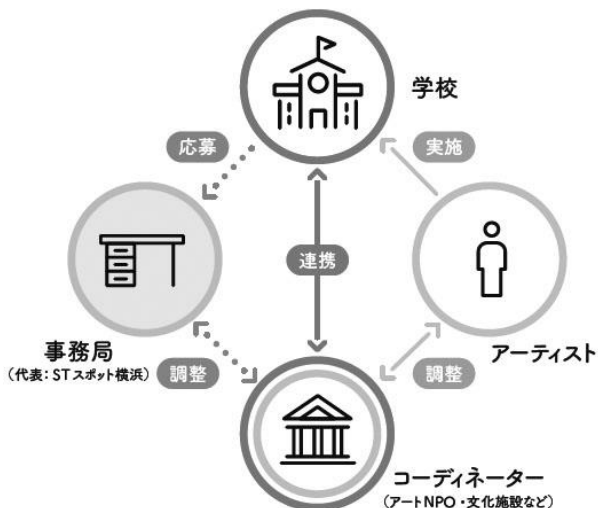 学校
応募
実施
連携
事務局
(代表:STスポット横浜)
調整
アーティスト
調整
コーディネーター
(アートNPO・文化施設など)